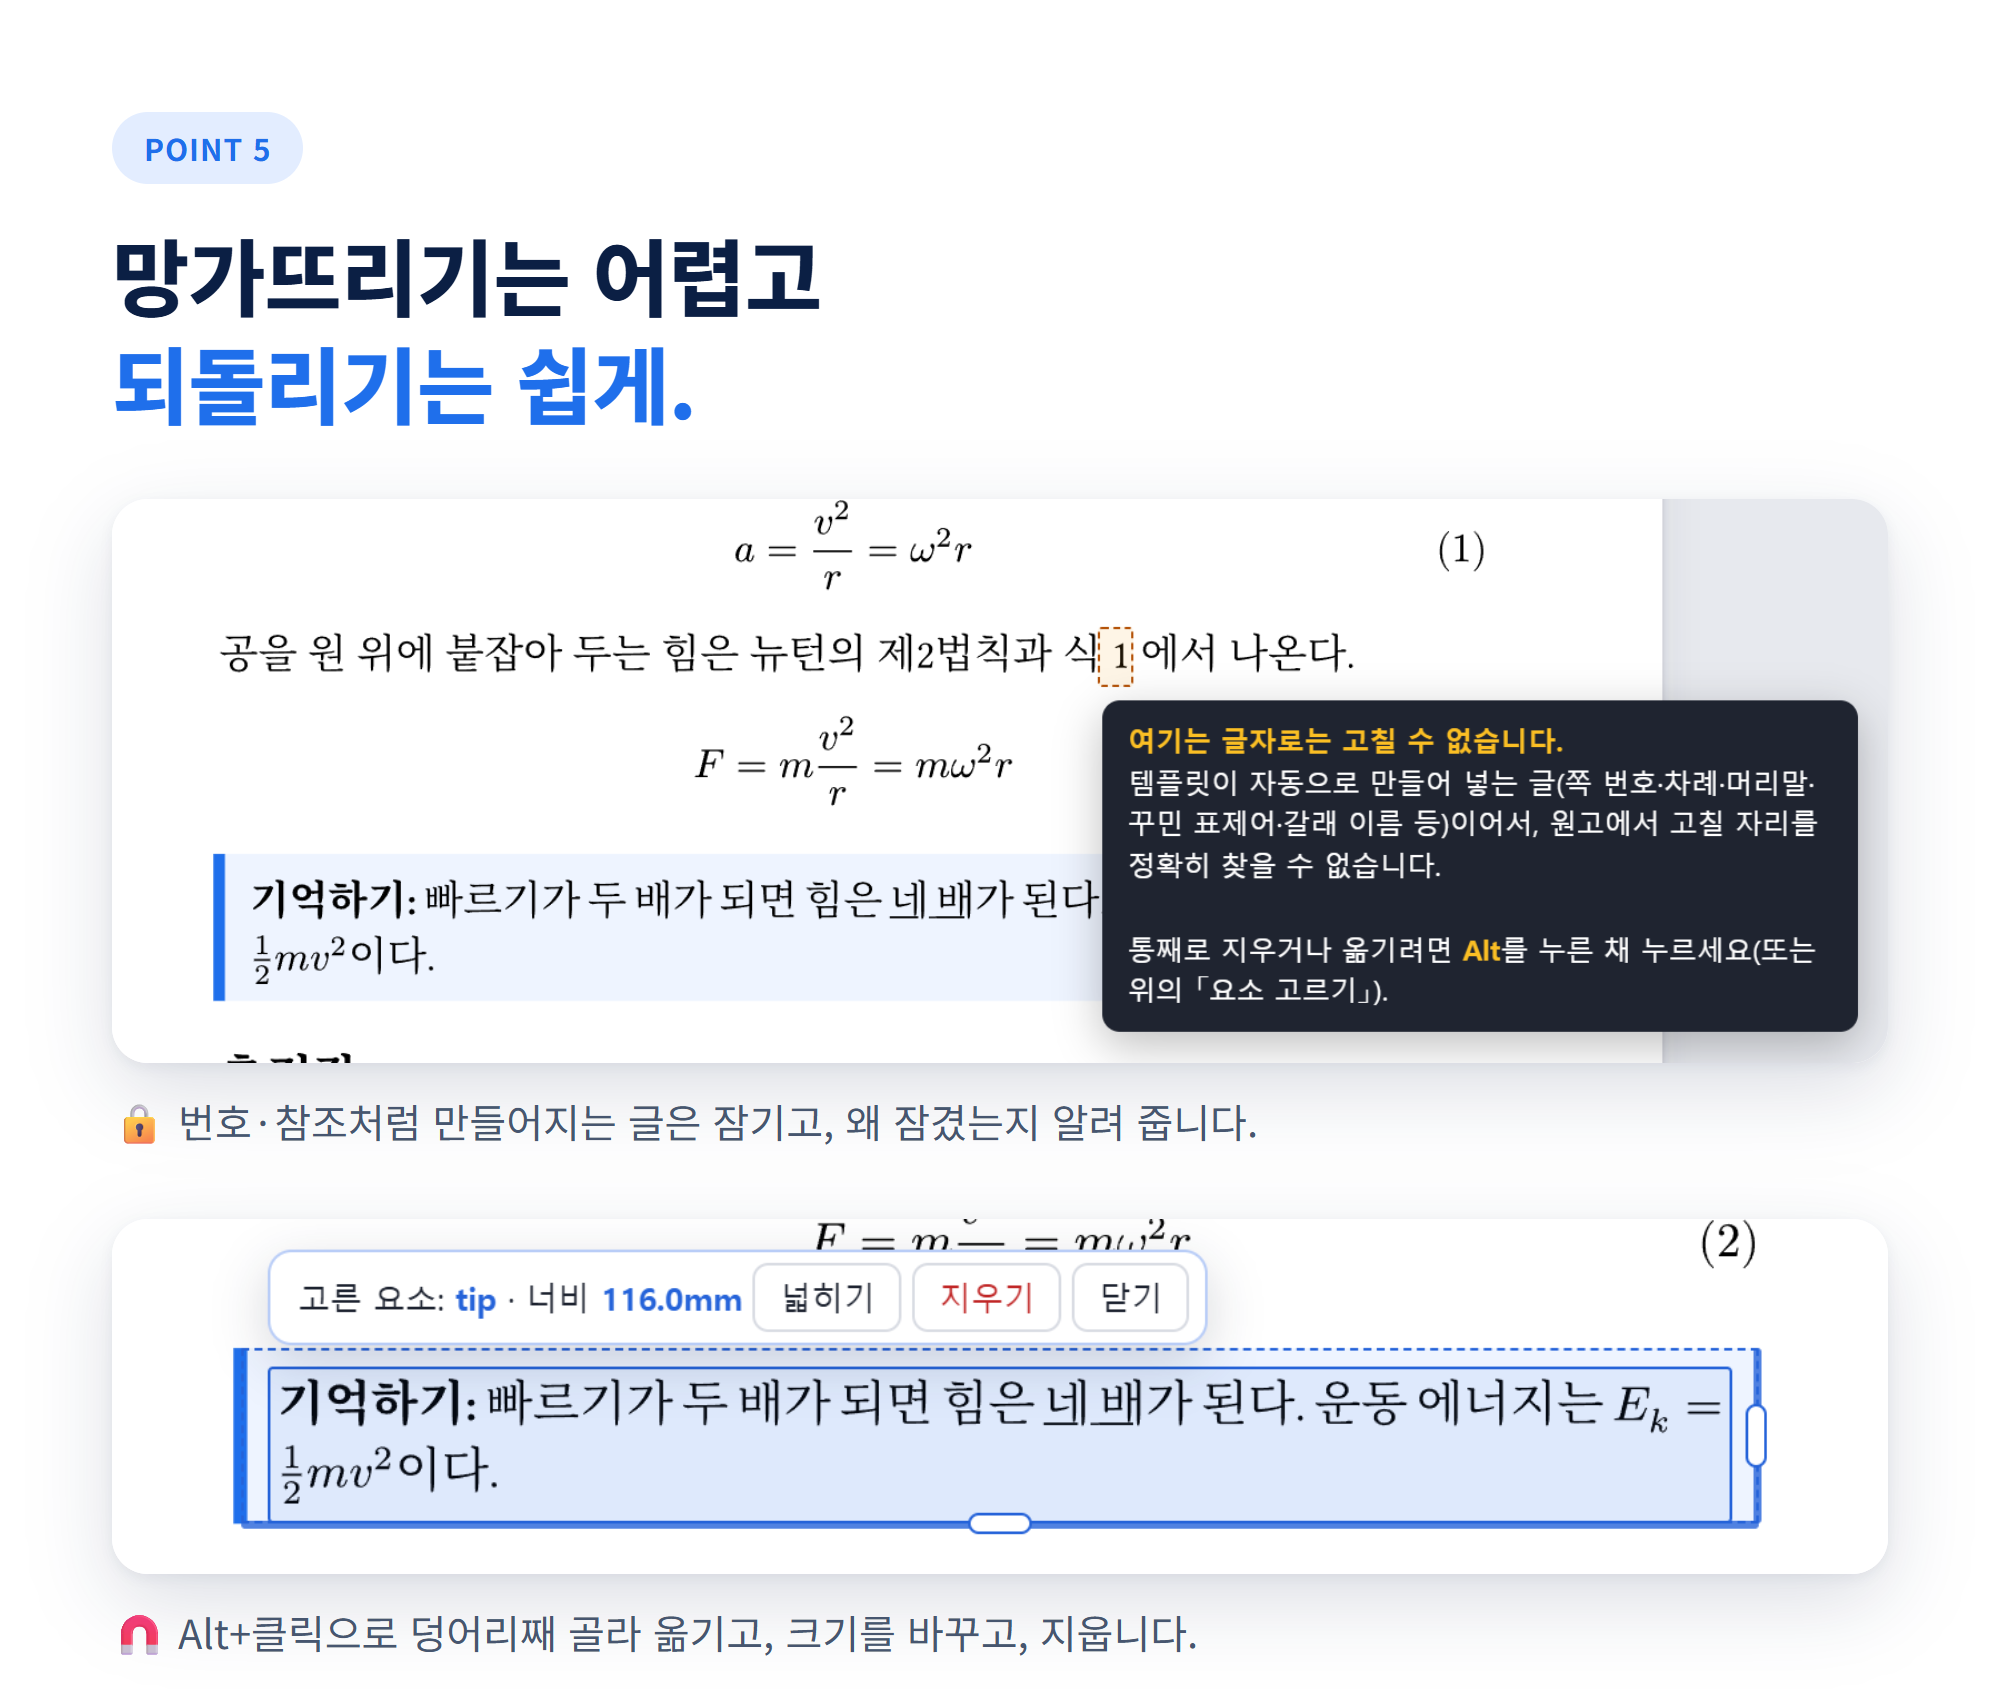 POINT 5
망가뜨리기는 어렵고
되돌리기는 쉽게.
a = v²/r = ω²r (1)
공을 원 위에 붙잡아 두는 힘은 뉴턴의 제2법칙과 식 1 에서 나온다.
F = m v²/r = mω²r
여기는 글자로는 고칠 수 없습니다.
템플릿이 자동으로 만들어 넣는 글(쪽 번호·차례·머리말·
꾸민 표제어·갈래 이름 등)이어서, 원고에서 고칠 자리를
정확히 찾을 수 없습니다.
통째로 지우거나 옮기려면 Alt를 누른 채 누르세요(또는
위의 「요소 고르기」).
기억하기: 빠르기가 두 배가 되면 힘은 네 배가 된다.
½mv²이다.
🔒 번호·참조처럼 만들어지는 글은 잠기고, 왜 잠겼는지 알려 줍니다.
F = m = mω²r (2)
고른 요소: tip · 너비 116.0mm 넓히기 지우기 닫기
기억하기: 빠르기가 두 배가 되면 힘은 네 배가 된다. 운동 에너지는 Eₖ =
½mv²이다.
Alt+클릭으로 덩어리째 골라 옮기고, 크기를 바꾸고, 지웁니다.